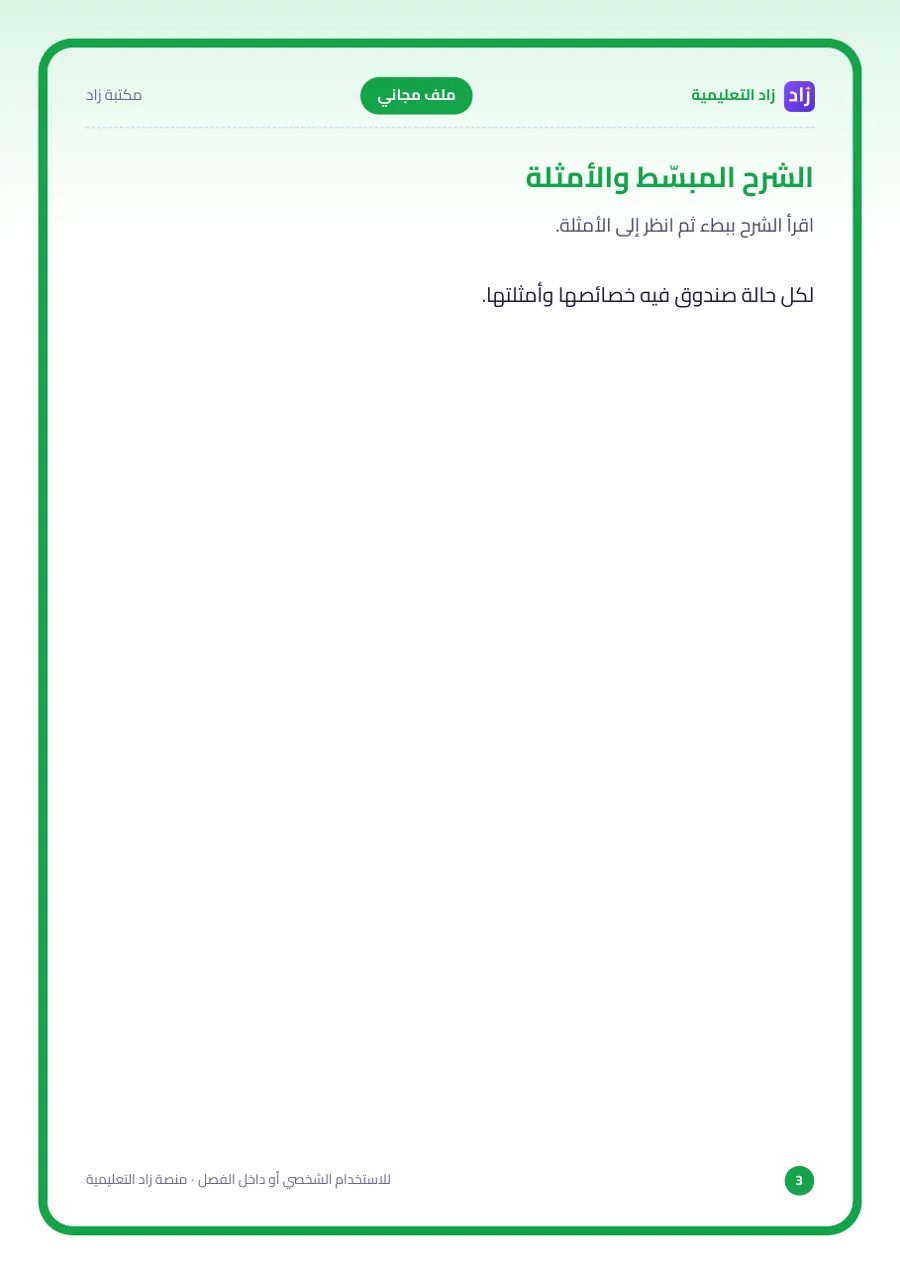 زاد
زاد التعليمية
ملف مجاني
مكتبة زاد
الشرح المبسّط والأمثلة
اقرأ الشرح ببطء ثم انظر إلى الأمثلة.
لكل حالة صندوق فيه خصائصها وأمثلتها.
3
للاستخدام الشخصي أو داخل الفصل · منصة زاد التعليمية